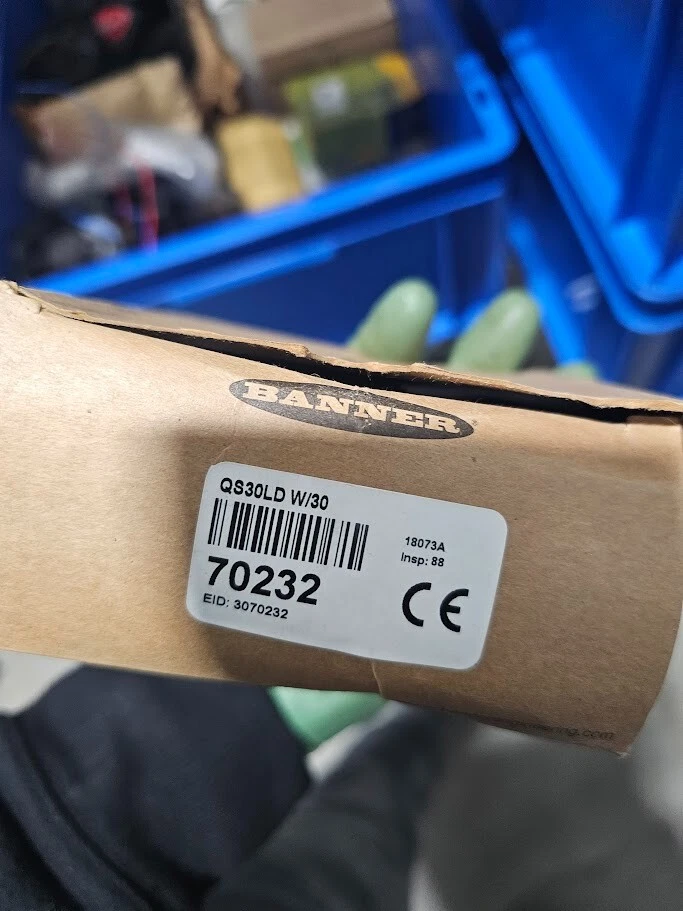 BANNER
QS30LD W/30
18073A
Insp: 88
70232
EID: 3070232
CE